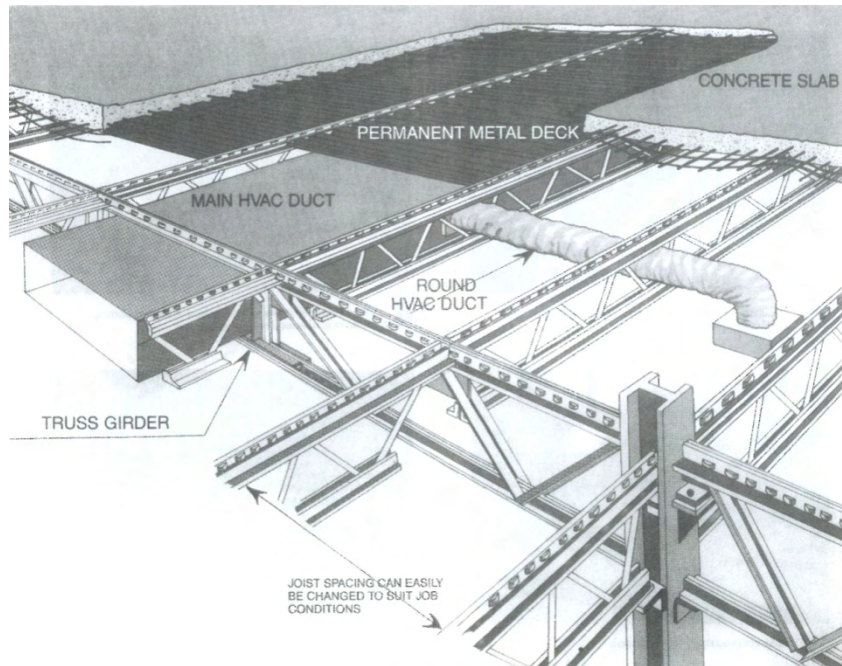 CONCRETE SLAB
PERMANENT METAL DECK
MAIN HVAC DUCT
ROUND
HVAC DUCT
TRUSS GIRDER
JOIST SPACING CAN EASILY
BE CHANGED TO SUIT JOB
CONDITIONS